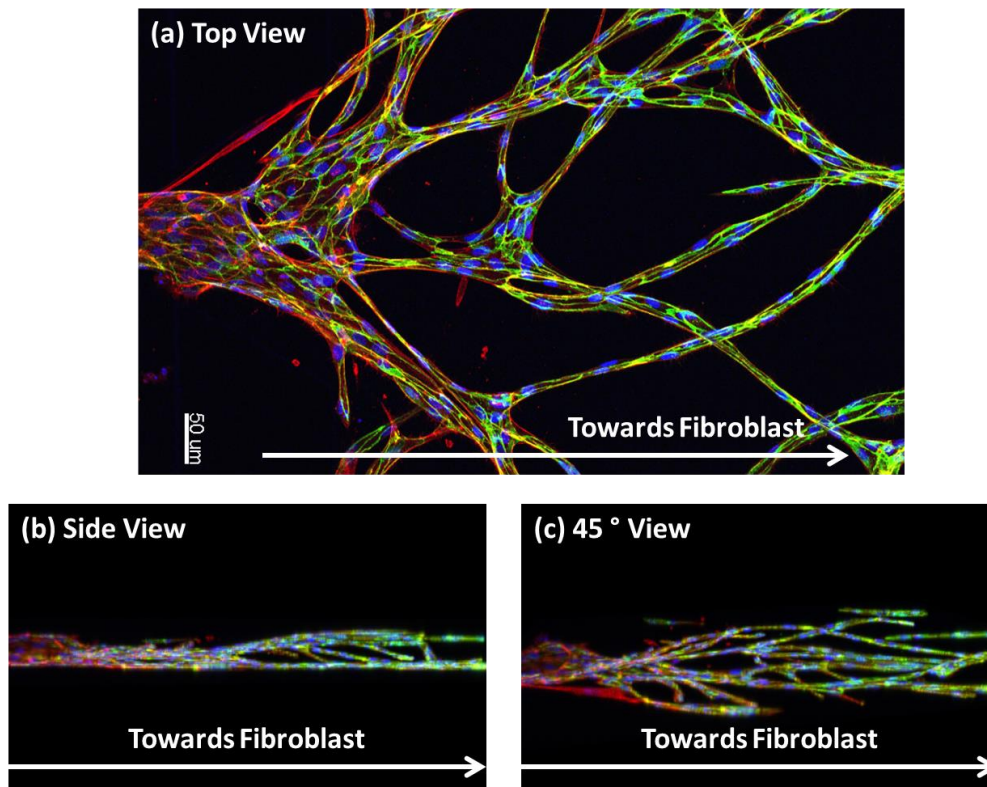 (a) Top View
50 um
Towards Fibroblast
(b) Side View
Towards Fibroblast
(c) 45 ° View
Towards Fibroblast